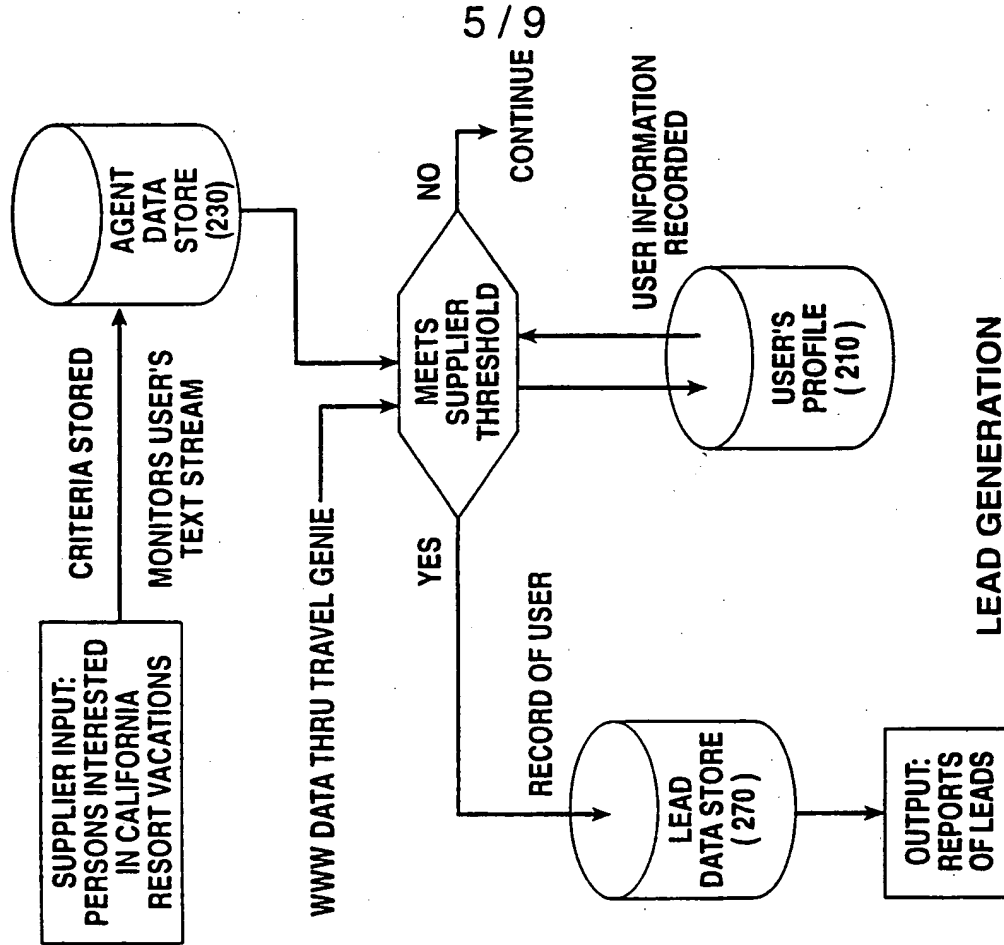 5 / 9
SUPPLIER INPUT:
PERSONS INTERESTED
IN CALIFORNIA
RESORT VACATIONS
CRITERIA STORED
MONITORS USER'S
TEXT STREAM
AGENT
DATA
STORE
(230)
WWW DATA THRU TRAVEL GENIE
MEETS
SUPPLIER
THRESHOLD
NO
CONTINUE
YES
RECORD OF USER
USER INFORMATION
RECORDED
USER'S
PROFILE
( 210 )
LEAD
DATA STORE
( 270 )
OUTPUT:
REPORTS
OF LEADS
LEAD GENERATION